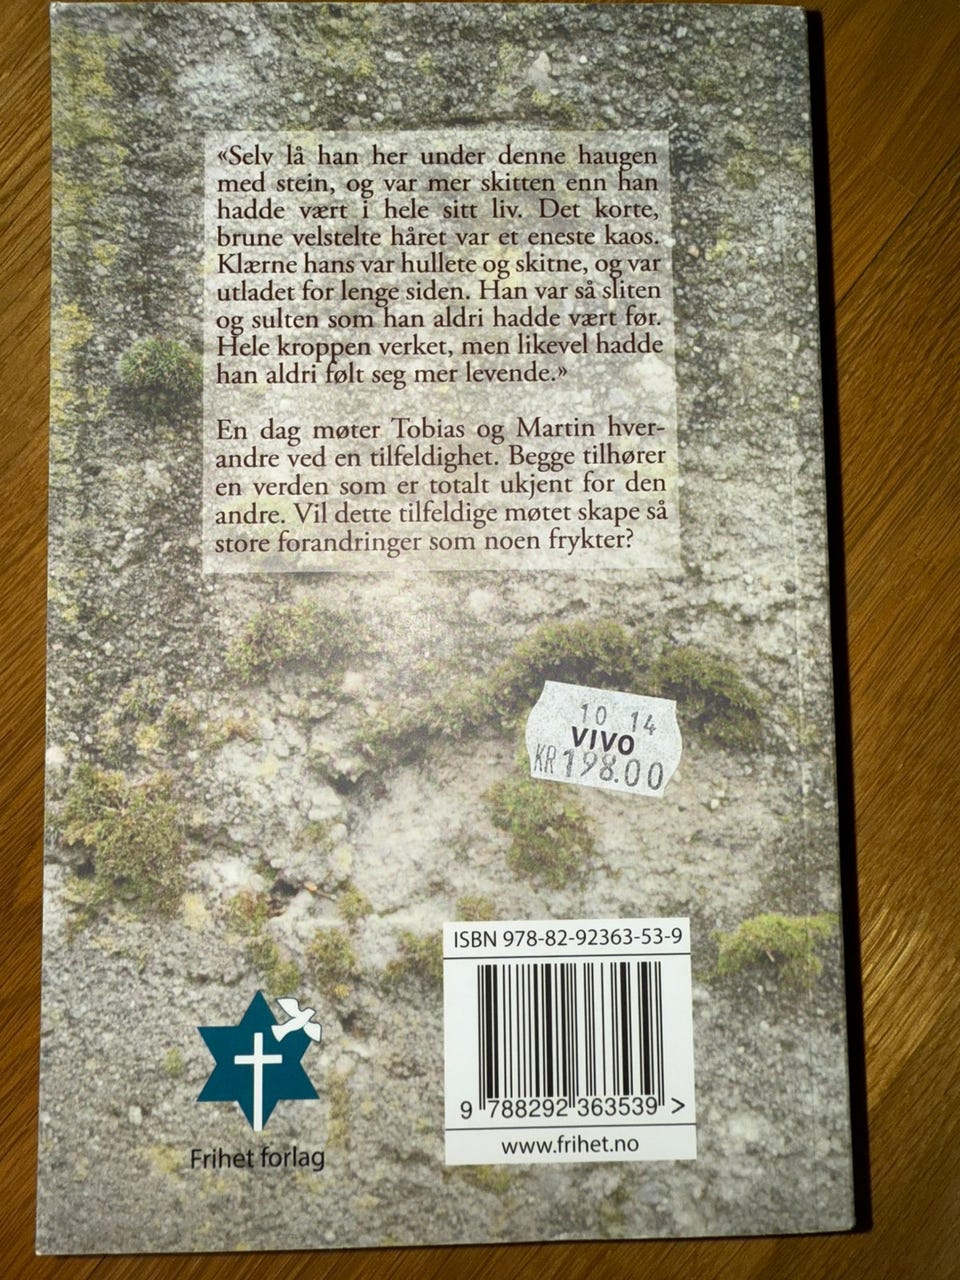 «Selv lå han her under denne haugen
med stein, og var mer skitten enn han
hadde vært i hele sitt liv. Det korte,
brune velstelte håret var et eneste kaos.
Klærne hans var hullete og skitne, og var
utladet for lenge siden. Han var så sliten
og sulten som han aldri hadde vært før.
Hele kroppen verket, men likevel hadde
han aldri følt seg mer levende.»
En dag møter Tobias og Martin hver-
andre ved en tilfeldighet. Begge tilhører
en verden som er totalt ukjent for den
andre. Vil dette tilfeldige møtet skape så
store forandringer som noen frykter?
10 14
VIVO
KR 198.00
ISBN 978-82-92363-53-9
9 788292 363539 >
www.frihet.no
Frihet forlag